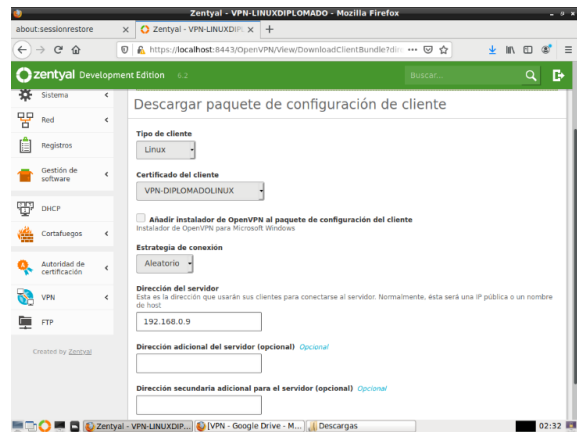 Zentyal - VPN-LINUXDIPLOMADO - Mozilla Firefox
about:sessionrestore
Zentyal - VPN-LINUXDIPL
https://localhost:8443/OpenVPN/View/DownloadClientBundle?dir
zentyal Development Edition 6.2
Buscar...
Sistema
Red
Registros
Gestión de software
DHCP
Cortafuegos
Autoridad de certificación
VPN
FTP
Created by Zentyal
Descargar paquete de configuración de cliente
Tipo de cliente
Linux
Certificado del cliente
VPN-DIPLOMADOLINUX
Añadir instalador de OpenVPN al paquete de configuración del cliente
Instalador de OpenVPN para Microsoft Windows
Estrategia de conexión
Aleatorio
Dirección del servidor
Esta es la dirección que usarán sus clientes para conectarse al servidor. Normalmente, ésta será una IP pública o un nombre
de host
192.168.0.9
Dirección adicional del servidor (opcional) Opcional
Dirección secundaria adicional para el servidor (opcional) Opcional
Zentyal - VPN-LINUXDIP...
[VPN - Google Drive - M...
Descargas
02:32